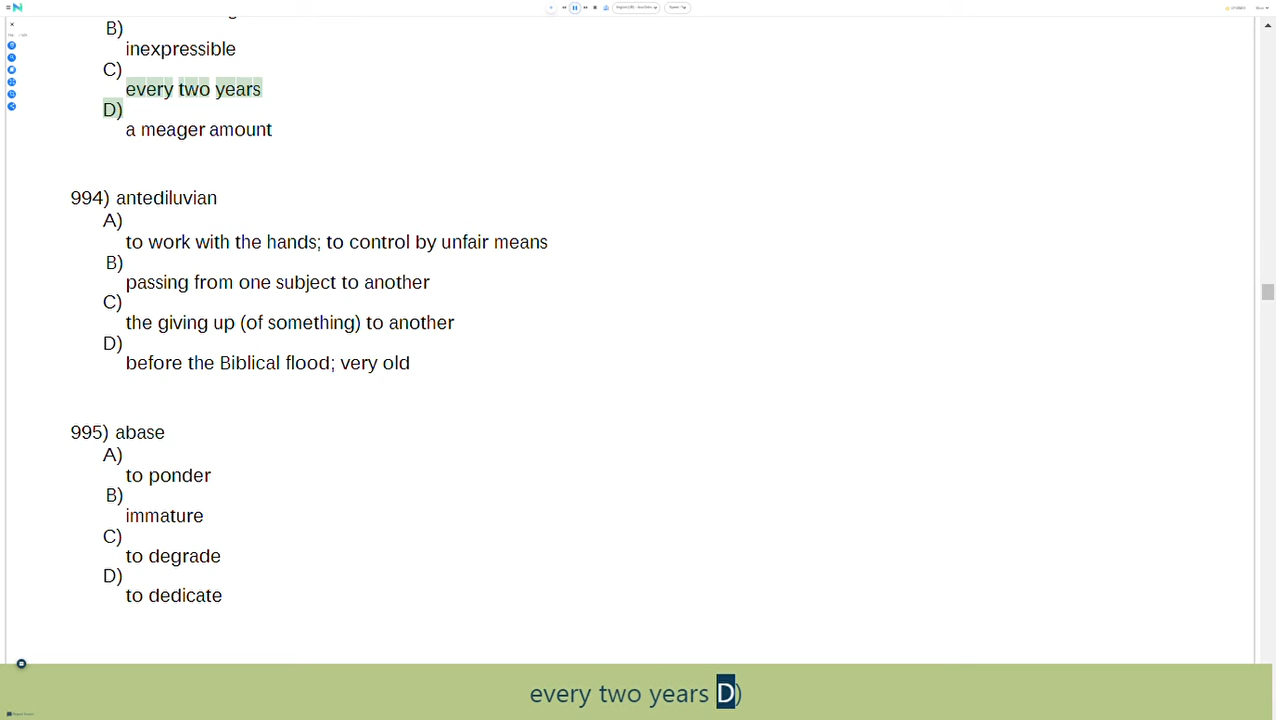 B)
inexpressible
C)
every two years
D)
a meager amount
994) antediluvian
A)
to work with the hands; to control by unfair means
B)
passing from one subject to another
C)
the giving up (of something) to another
D)
before the Biblical flood; very old
995) abase
A)
to ponder
B)
immature
C)
to degrade
D)
to dedicate
every two years D)